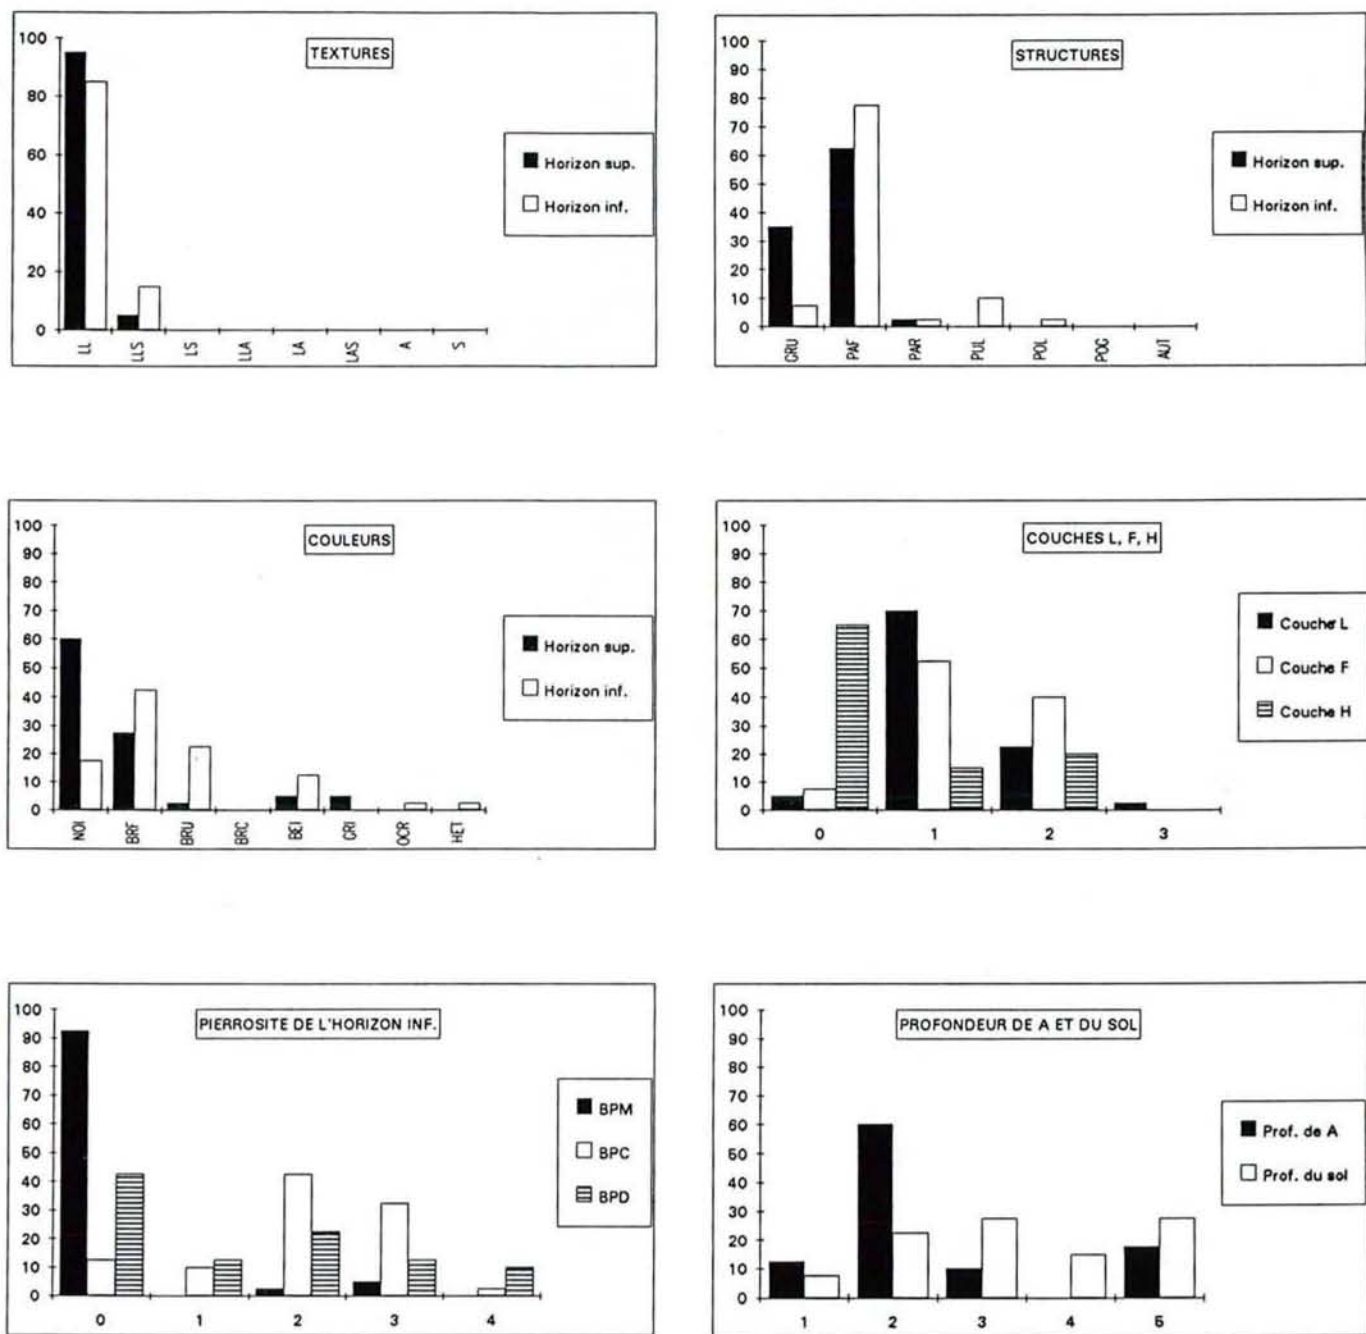 TEXTURES
100
80
60
40
20
0
LL LLS LS LLA LA LAS A S
Horizon sup.
Horizon inf.
STRUCTURES
100
90
80
70
60
50
40
30
20
10
0
GRU PAF PAR PUL POL POG AUT
Horizon sup.
Horizon inf.
COULEURS
100
90
80
70
60
50
40
30
20
10
0
NOI BRF BRU BRC BEI GRI OCR HET
Horizon sup.
Horizon inf.
COUCHES L, F, H
100
90
80
70
60
50
40
30
20
10
0
0 1 2 3
Couche L
Couche F
Couche H
PIERROSITE DE L'HORIZON INF.
100
90
80
70
60
50
40
30
20
10
0
0 1 2 3 4
BPM
BPC
BPD
PROFONDEUR DE A ET DU SOL
100
90
80
70
60
50
40
30
20
10
0
1 2 3 4 5
Prof. de A
Prof. du sol